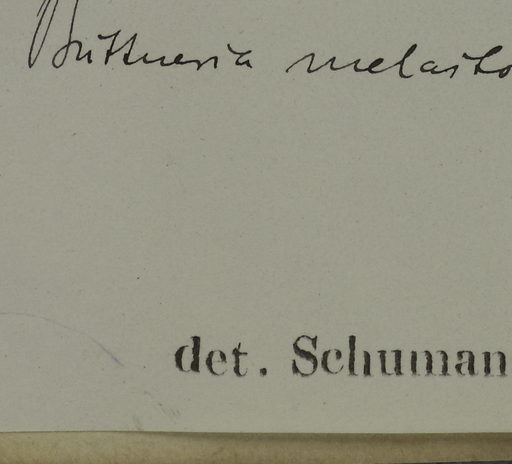 Büttneria melasto
det. Schuman